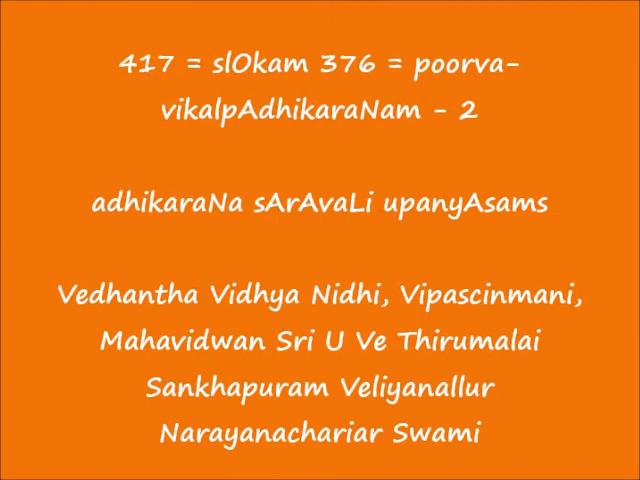 417 = slOkam 376 = poorva-
vikalpAdhikaraNam - 2
adhikaraNa sArAvaLi upanyAsams
Vedhantha Vidhya Nidhi, Vipascinmani,
Mahavidwan Sri U Ve Thirumalai
Sankhapuram Veliyanallur
Narayanachariar Swami